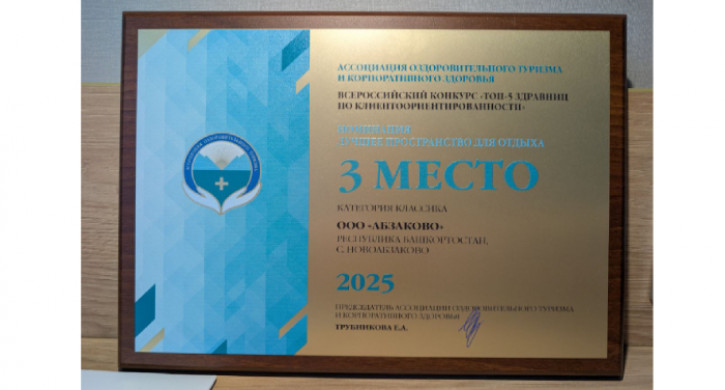 АССОЦИАЦИЯ ОЗДОРОВИТЕЛЬНОГО ТУРИЗМА
И КОРПОРАТИВНОГО ЗДОРОВЬЯ
ВСЕРОССИЙСКИЙ КОНКУРС «ТОП-5 ЗДРАВНИЦ
ПО КЛИЕНТООРИЕНТИРОВАННОСТИ»
НОМИНАЦИЯ
ЛУЧШЕЕ ПРОСТРАНСТВО ДЛЯ ОТДЫХА
3 МЕСТО
КАТЕГОРИЯ КЛАССИКА
ООО «АБЗАКОВО»
РЕСПУБЛИКА БАШКОРТОСТАН,
С. НОВОАБЗАКОВО
2025
ПРЕДСЕДАТЕЛЬ АССОЦИАЦИИ ОЗДОРОВИТЕЛЬНОГО ТУРИЗМА
И КОРПОРАТИВНОГО ЗДОРОВЬЯ
ТРУБНИКОВА Е.А.